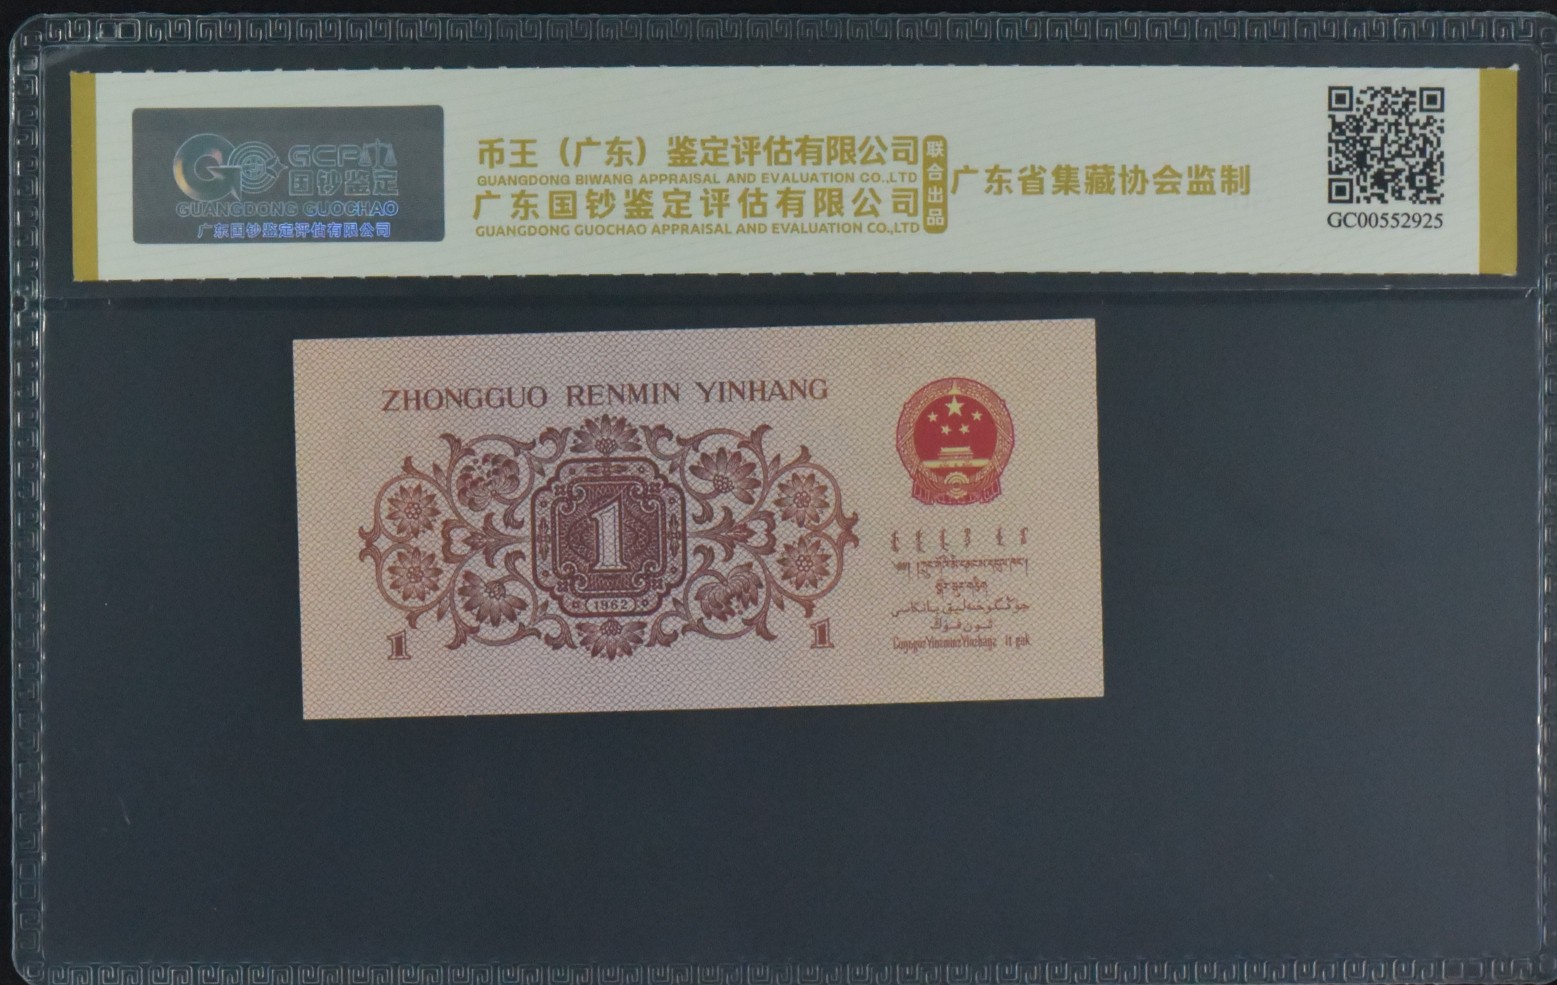 GCP
国钞鉴定
GUANGDONG GUOCHAO
广东国钞鉴定评估有限公司
币王（广东）鉴定评估有限公司
GUANGDONG BIWANG APPRAISAL AND EVALUATION CO.,LTD
广东国钞鉴定评估有限公司
GUANGDONG GUOCHAO APPRAISAL AND EVALUATION CO.,LTD
联合出品
广东省集藏协会监制
GC00552925
ZHONGGUO RENMIN YINHANG
1
1962
1
1